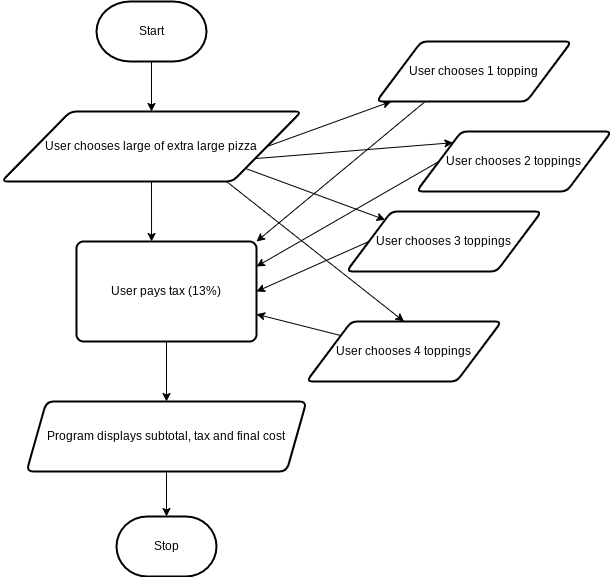 Start
User chooses 1 topping
User chooses large of extra large pizza
User chooses 2 toppings
User chooses 3 toppings
User pays tax (13%)
User chooses 4 toppings
Program displays subtotal, tax and final cost
Stop